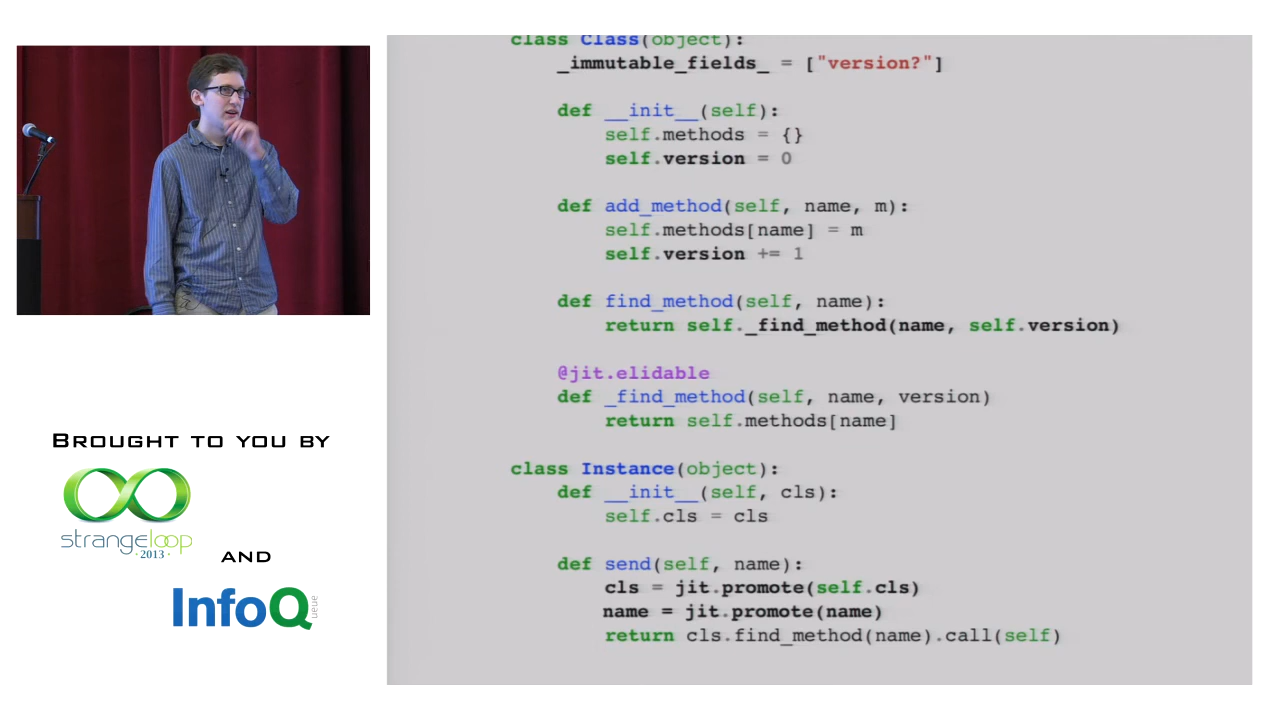 class Class(object):
    _immutable_fields_ = ["version?"]

    def __init__(self):
        self.methods = {}
        self.version = 0

    def add_method(self, name, m):
        self.methods[name] = m
        self.version += 1

    def find_method(self, name):
        return self._find_method(name, self.version)

    @jit.elidable
    def _find_method(self, name, version)
        return self.methods[name]

class Instance(object):
    def __init__(self, cls):
        self.cls = cls

    def send(self, name):
        cls = jit.promote(self.cls)
        name = jit.promote(name)
        return cls.find_method(name).call(self)
BROUGHT TO YOU BY
strangeloop
· 2013 ·
AND
InfoQ